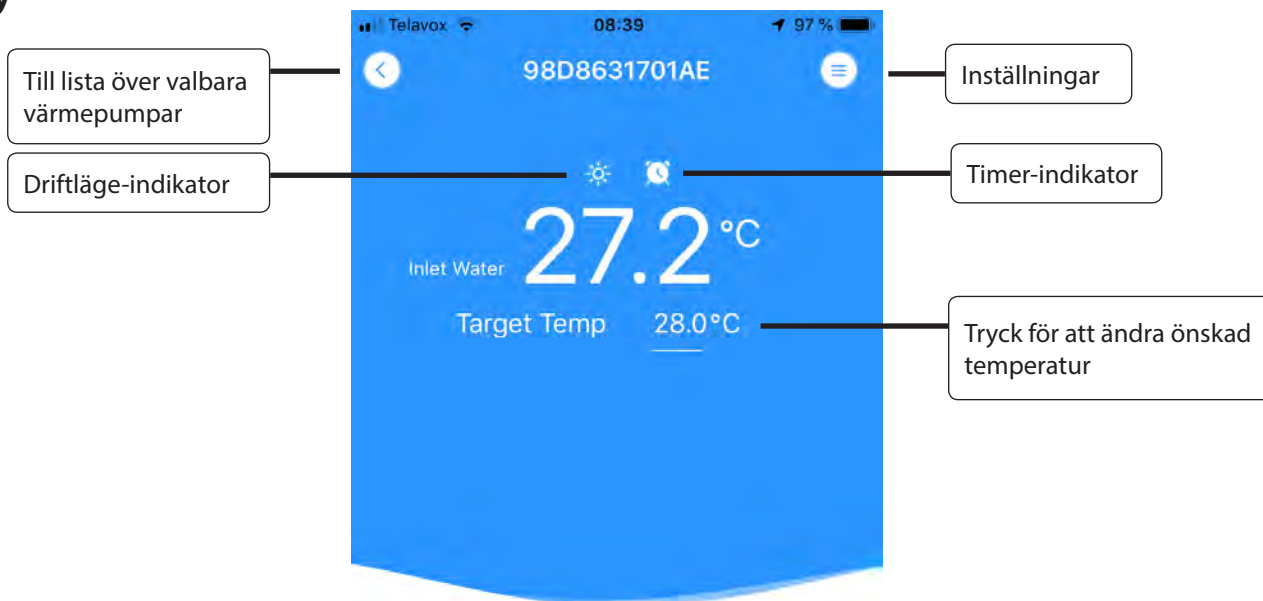 Telavox 08:39 97 %
Till lista över valbara
värmepumpar
98D8631701AE
Inställningar
Driftläge-indikator
Timer-indikator
27.2 °C
Inlet Water
Target Temp 28.0°C
Tryck för att ändra önskad
temperatur